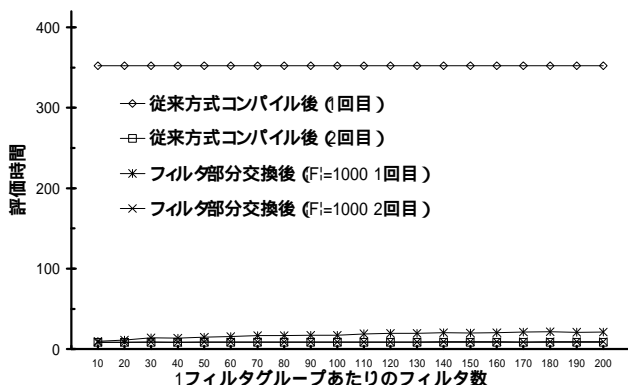 400
300
200
100
0
評価時間
従来方式コンパイル後 (1回目)
従来方式コンパイル後 (2回目)
フィルタ部分交換後 (|F|=1000 1回目)
フィルタ部分交換後 (|F|=1000 2回目)
10 20 30 40 50 60 70 80 90 100 110 120 130 140 150 160 170 180 190 200
1フィルタグループあたりのフィルタ数